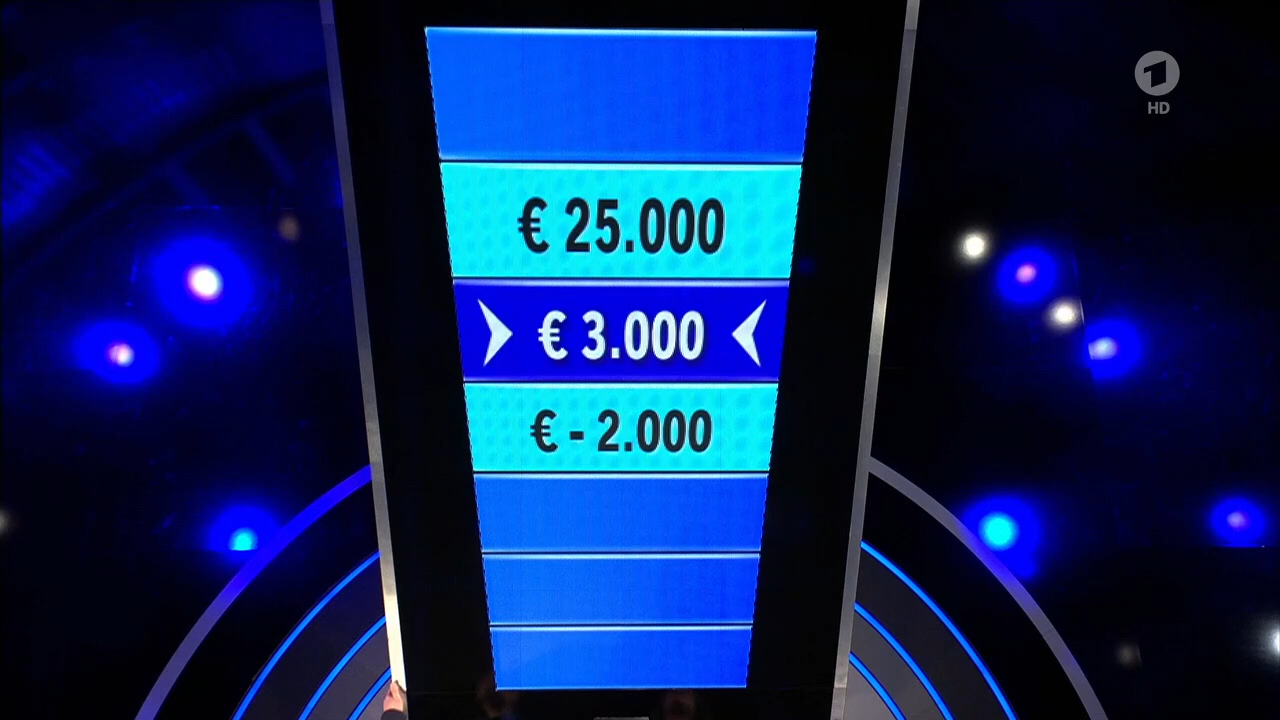 1
HD
€ 25.000
€ 3.000
€ - 2.000